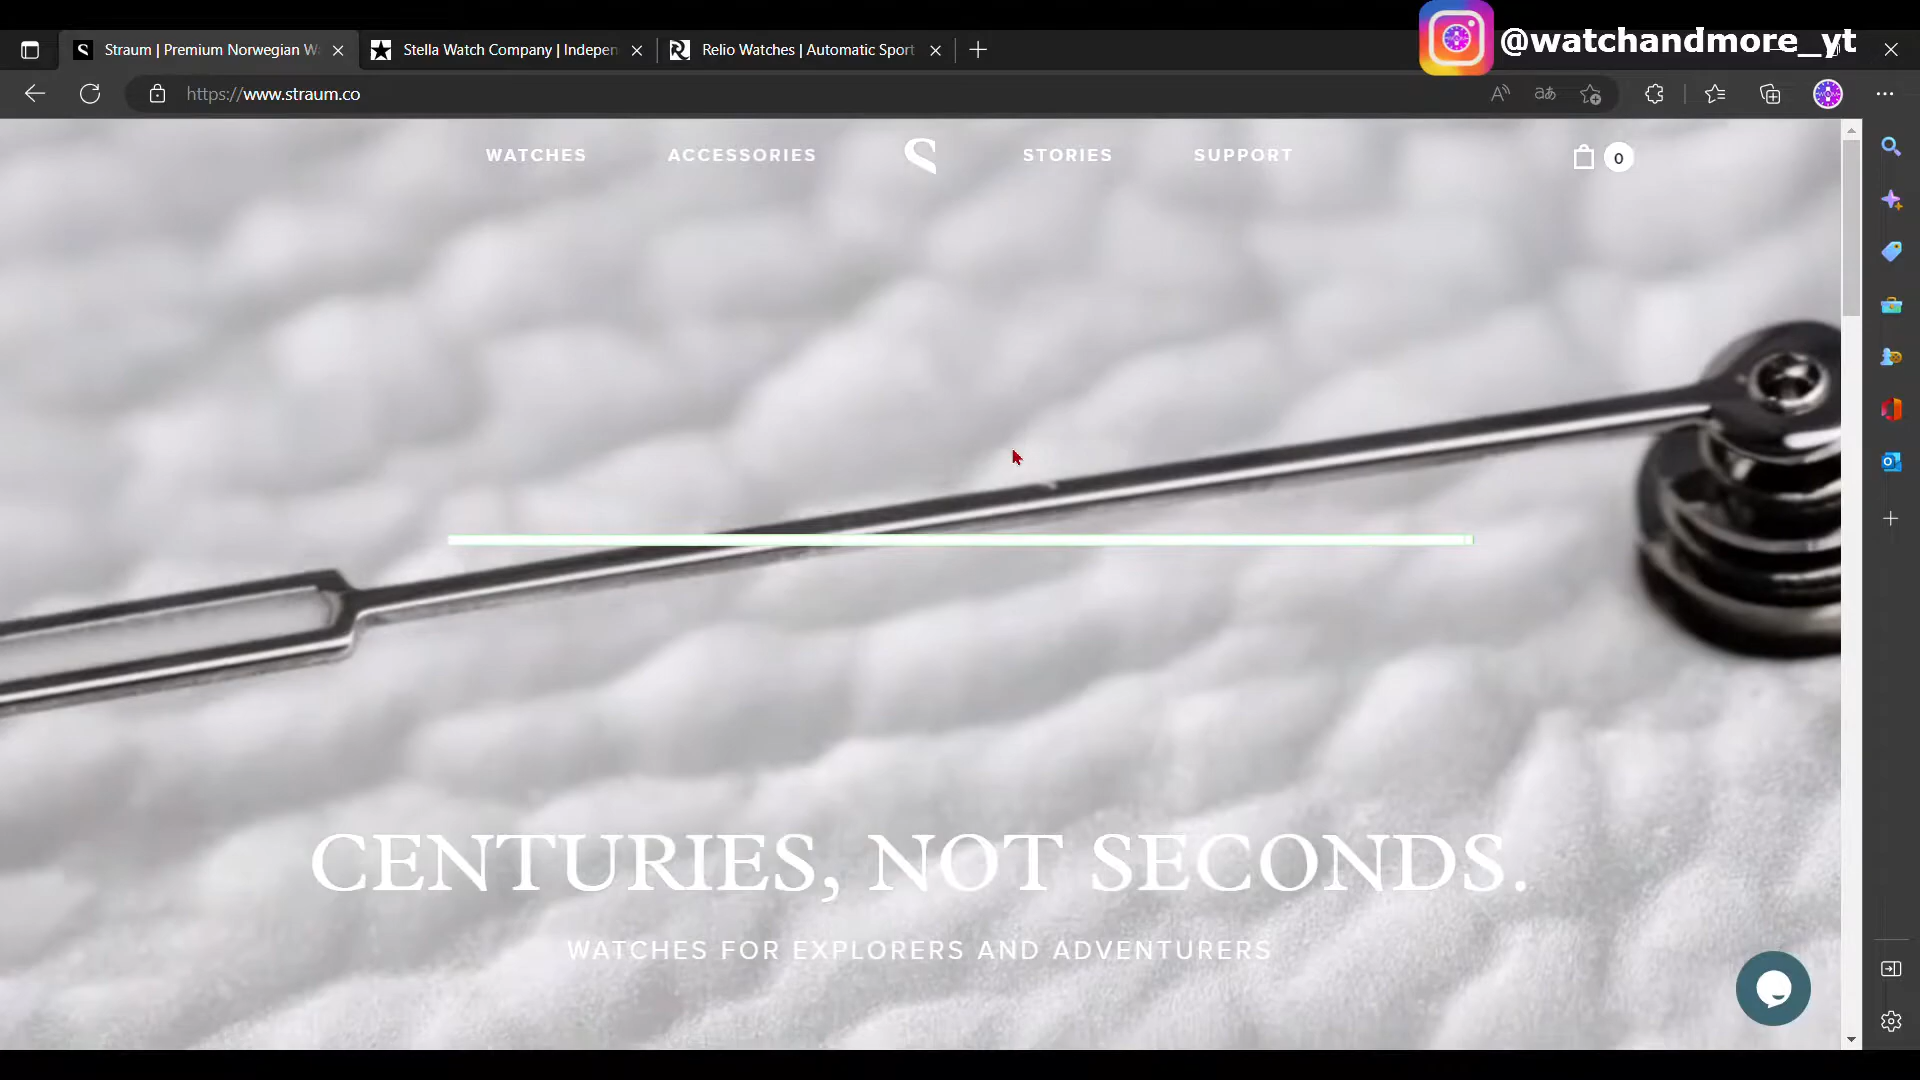 @watchandmore_yt
Straum | Premium Norwegian Wa
Stella Watch Company | Indepen
Relio Watches | Automatic Sport
https://www.straum.co
WATCHES
ACCESSORIES
STORIES
SUPPORT
0
CENTURIES, NOT SECONDS.
WATCHES FOR EXPLORERS AND ADVENTURERS